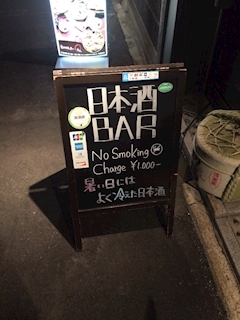 日本酒
BAR
No Smoking
Charge ¥1.000-
暑い日には
よく冷えた日本酒